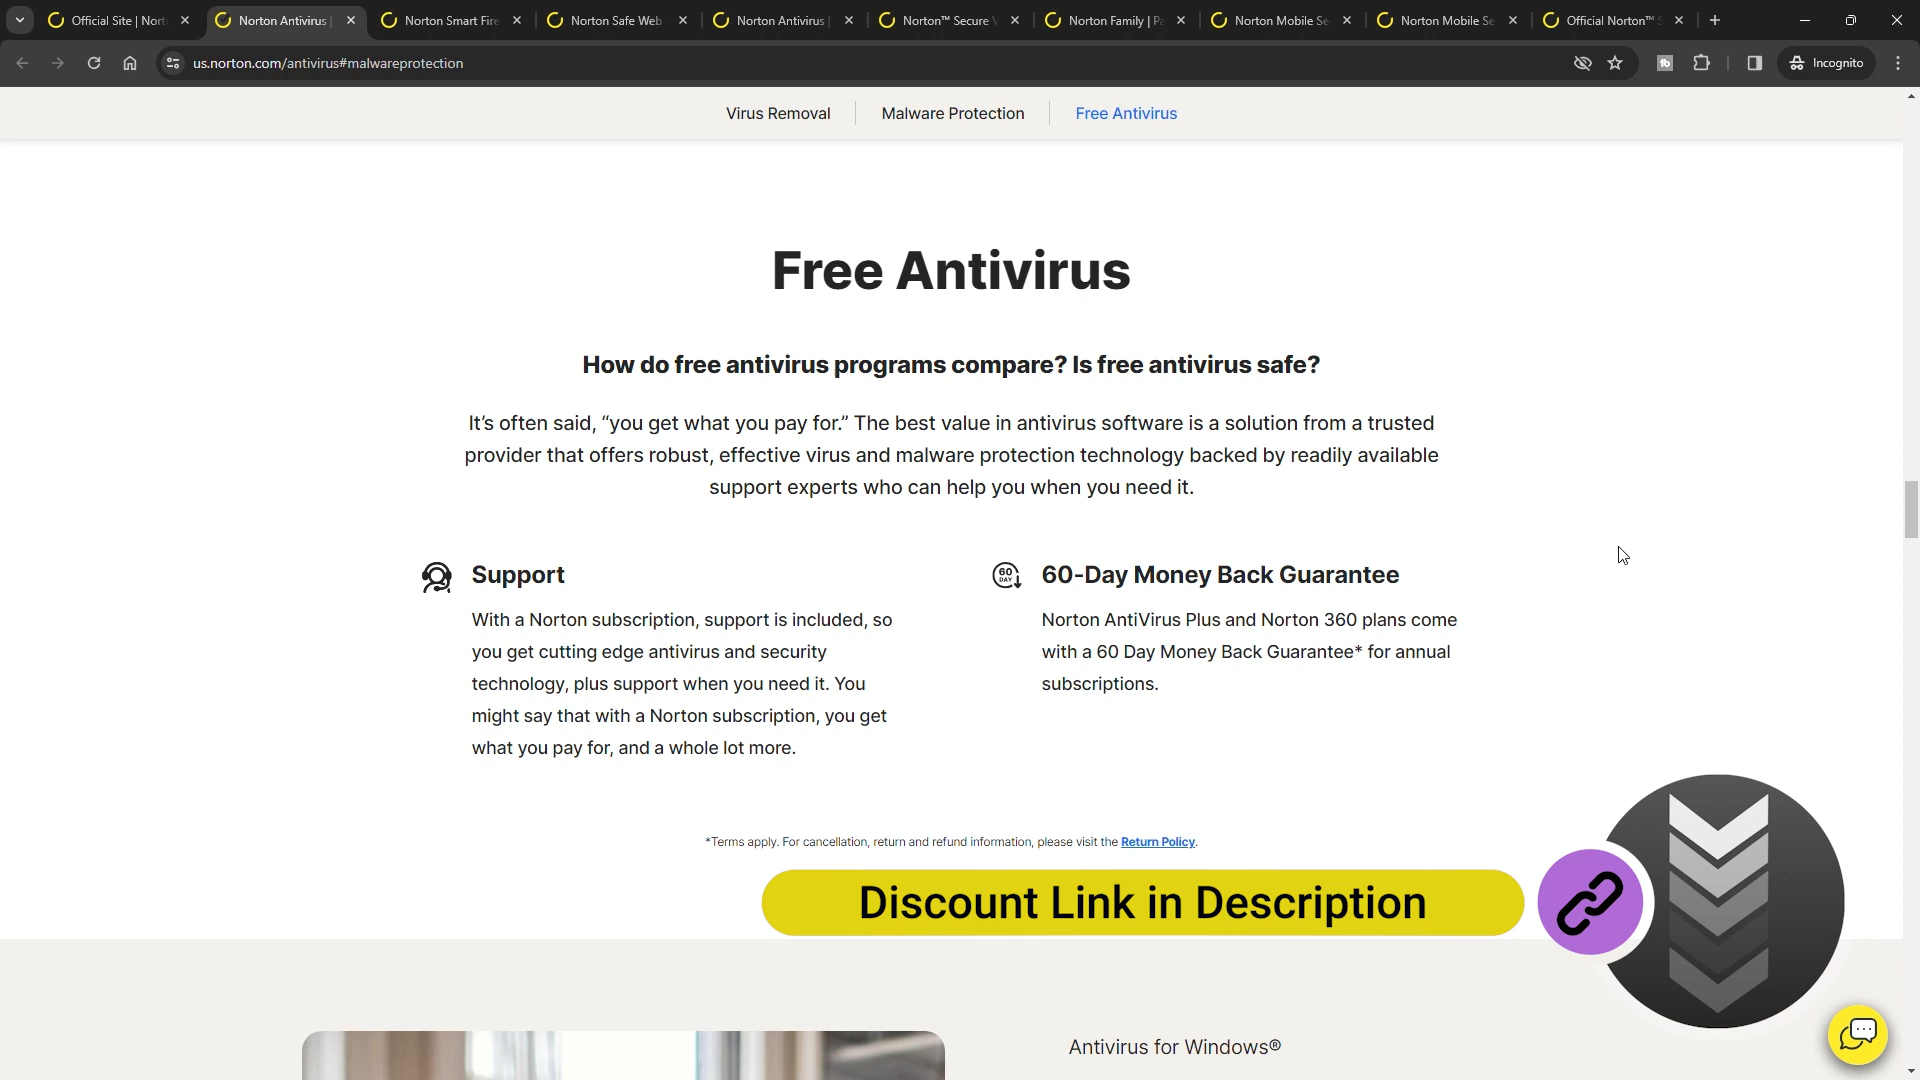 Official Site | Nort
Norton Antivirus |
Norton Smart Fire
Norton Safe Web
Norton Antivirus |
Norton™ Secure V
Norton Family | Pa
Norton Mobile Se
Norton Mobile Se
Official Norton™ S
us.norton.com/antivirus#malwareprotection
Incognito
Virus Removal
Malware Protection
Free Antivirus
Free Antivirus
How do free antivirus programs compare? Is free antivirus safe?
It’s often said, “you get what you pay for.” The best value in antivirus software is a solution from a trusted
provider that offers robust, effective virus and malware protection technology backed by readily available
support experts who can help you when you need it.
Support
With a Norton subscription, support is included, so
you get cutting edge antivirus and security
technology, plus support when you need it. You
might say that with a Norton subscription, you get
what you pay for, and a whole lot more.
60
DAY
60-Day Money Back Guarantee
Norton AntiVirus Plus and Norton 360 plans come
with a 60 Day Money Back Guarantee* for annual
subscriptions.
*Terms apply. For cancellation, return and refund information, please visit the Return Policy.
Discount Link in Description
Antivirus for Windows®